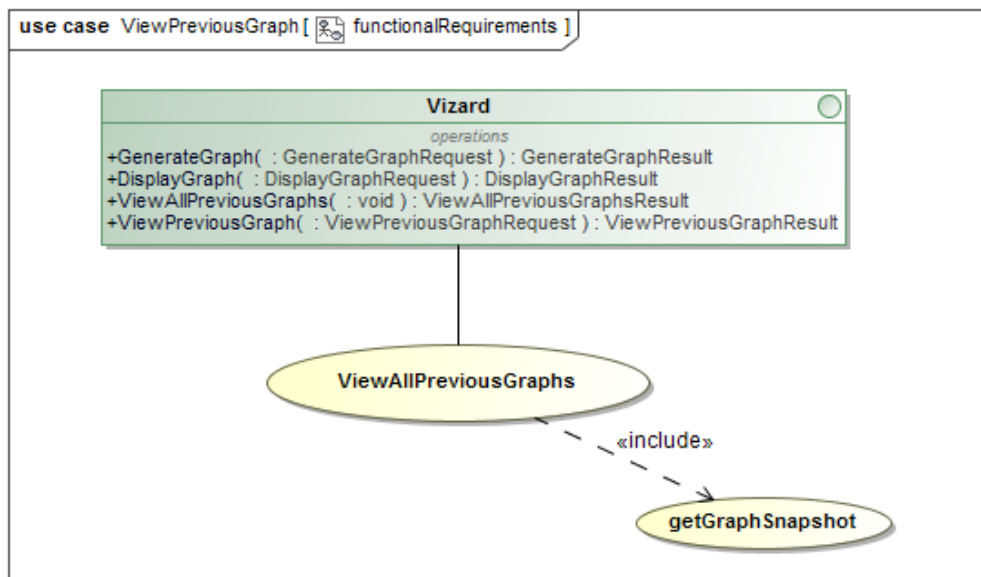 use case ViewPreviousGraph [ functionalRequirements ]
Vizard
operations
+GenerateGraph( : GenerateGraphRequest ) : GenerateGraphResult
+DisplayGraph( : DisplayGraphRequest ) : DisplayGraphResult
+ViewAllPreviousGraphs( : void ) : ViewAllPreviousGraphsResult
+ViewPreviousGraph( : ViewPreviousGraphRequest ) : ViewPreviousGraphResult
ViewAllPreviousGraphs
«include»
getGraphSnapshot